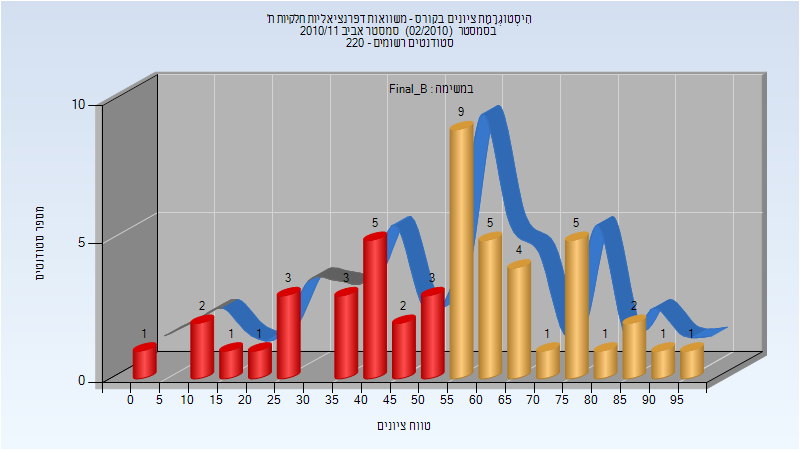 היסטוגרמת ציונים בקורס - משוואות דפרנציאליות חלקיות ת'
בסמסטר (02/2010) סמסטר אביב 2010/11
סטודנטים רשומים - 220
במשימה : Final_B
מספר סטודנטים
10
5
0
1 2 1 1 3 3 5 2 3 9 5 4 1 5 1 2 1 1
0 5 10 15 20 25 30 35 40 45 50 55 60 65 70 75 80 85 90 95
טווח ציונים